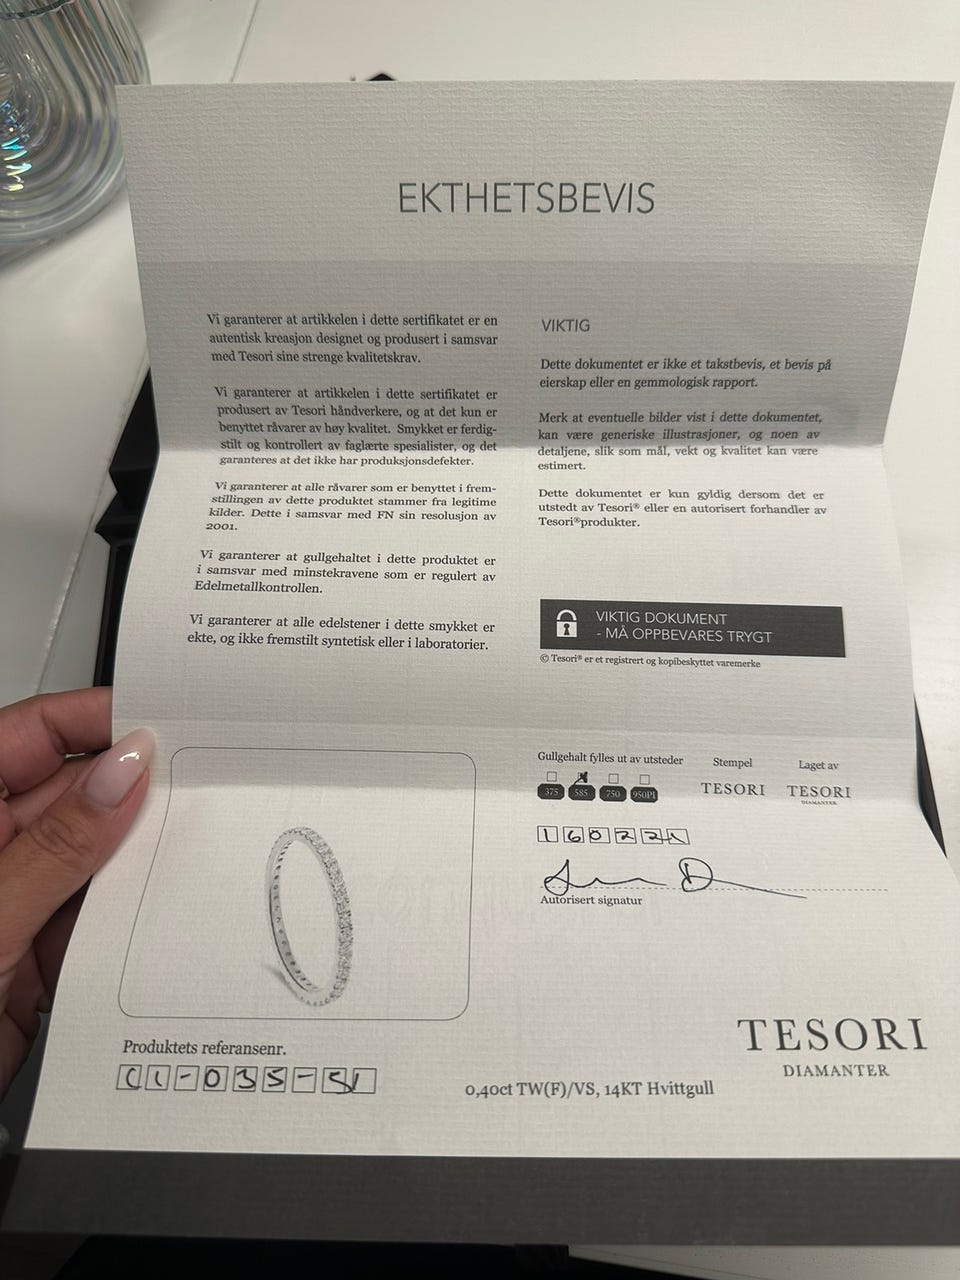 EKTHETSBEVIS
Vi garanterer at artikkelen i dette sertifikatet er en
autentisk kreasjon designet og produsert i samsvar
med Tesori sine strenge kvalitetskrav.
Vi garanterer at artikkelen i dette sertifikatet er
produsert av Tesori håndverkere, og at det kun er
benyttet råvarer av høy kvalitet. Smykket er ferdig-
stilt og kontrollert av faglærte spesialister, og det
garanteres at det ikke har produksjonsdefekter.
Vi garanterer at alle råvarer som er benyttet i frem-
stillingen av dette produktet stammer fra legitime
kilder. Dette i samsvar med FN sin resolusjon av
2001.
Vi garanterer at gullgehaltet i dette produktet er
i samsvar med minstekravene som er regulert av
Edelmetallkontrollen.
Vi garanterer at alle edelstener i dette smykket er
ekte, og ikke fremstilt syntetisk eller i laboratorier.
VIKTIG
Dette dokumentet er ikke et takstbevis, et bevis på
eierskap eller en gemmologisk rapport.
Merk at eventuelle bilder vist i dette dokumentet,
kan være generiske illustrasjoner, og noen av
detaljene, slik som mål, vekt og kvalitet kan være
estimert.
Dette dokumentet er kun gyldig dersom det er
utstedt av Tesori® eller en autorisert forhandler av
Tesori®produkter.
VIKTIG DOKUMENT
- MÅ OPPBEVARES TRYGT
© Tesori® er et registrert og kopibeskyttet varemerke
Gullgehalt fylles ut av utsteder
375 585 750 950Pt
Stempel
TESORI
Laget av
TESORI
DIAMANTER
Autorisert signatur
Produktets referansenr.
0,40ct TW(F)/VS, 14KT Hvittgull
TESORI
DIAMANTER